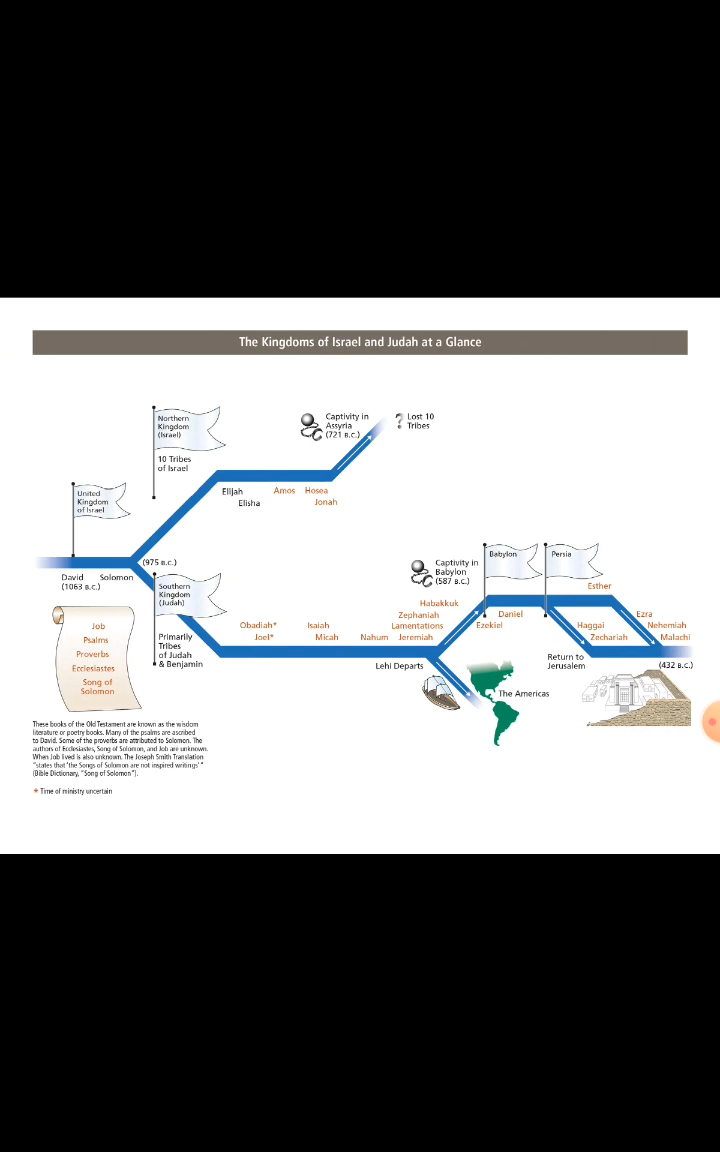 The Kingdoms of Israel and Judah at a Glance
Northern
Kingdom
(Israel)
10 Tribes
of Israel
Captivity in
Assyria
(721 B.C.)
?
Lost 10
Tribes
United
Kingdom
of Israel
Elijah
Elisha
Amos
Hosea
Jonah
David
(1063 B.C.)
Solomon
(975 B.C.)
Southern
Kingdom
(Judah)
Primarily
Tribes
of Judah
& Benjamin
Job
Psalms
Proverbs
Ecclesiastes
Song of
Solomon
Obadiah*
Joel*
Isaiah
Micah
Nahum
Habakkuk
Zephaniah
Lamentations
Jeremiah
Captivity in
Babylon
(587 B.C.)
Babylon
Persia
Daniel
Ezekiel
Esther
Haggai
Zechariah
Ezra
Nehemiah
Malachi
Return to
Jerusalem
(432 B.C.)
Lehi Departs
The Americas
These books of the Old Testament are known as the wisdom
literature or poetry books. Many of the psalms are ascribed
to David. Some of the proverbs are attributed to Solomon. The
authors of Ecclesiastes, Song of Solomon, and Job are unknown.
When Job lived is also unknown. The Joseph Smith Translation
“states that ‘the Songs of Solomon are not inspired writings’ ”
(Bible Dictionary, “Song of Solomon”).
* Time of ministry uncertain